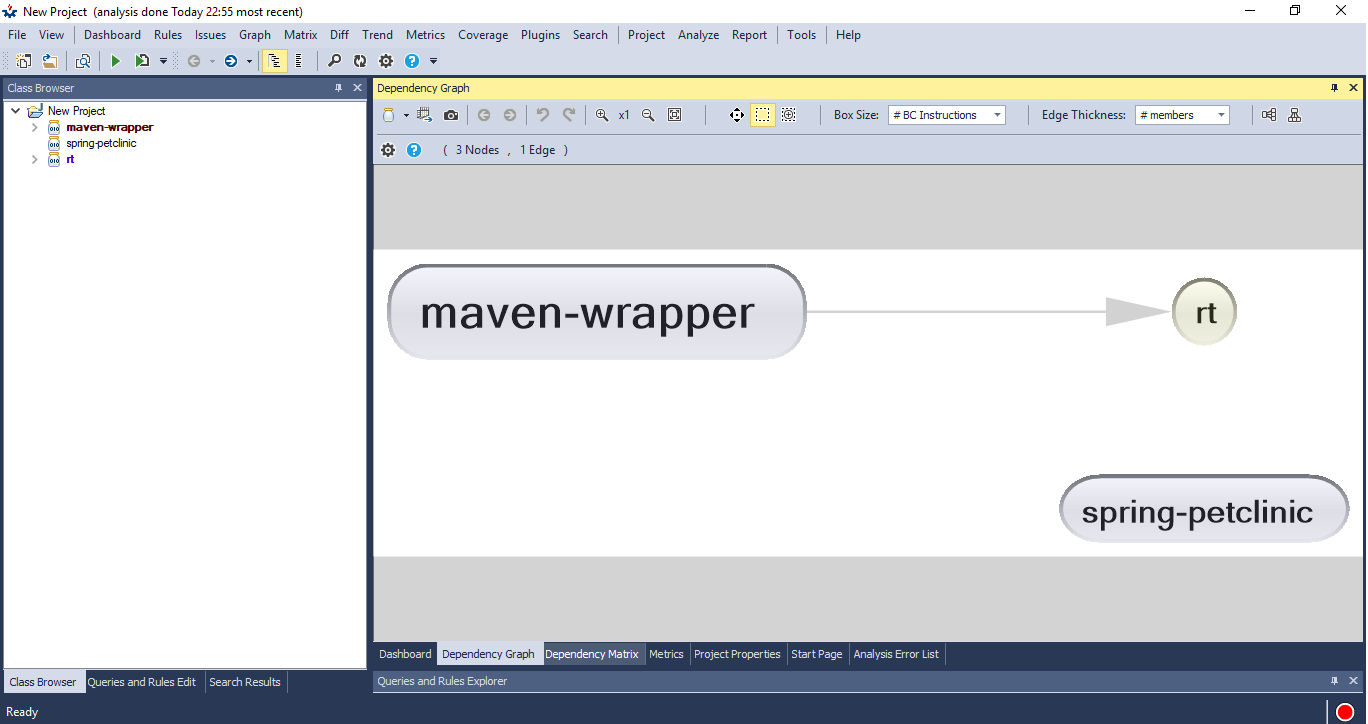 New Project (analysis done Today 22:55 most recent)
File View Dashboard Rules Issues Graph Matrix Diff Trend Metrics Coverage Plugins Search Project Analyze Report Tools Help
Class Browser
New Project
maven-wrapper
spring-petclinic
rt
Dependency Graph
x1 Box Size: # BC Instructions Edge Thickness: # members
( 3 Nodes , 1 Edge )
maven-wrapper
rt
spring-petclinic
Dashboard Dependency Graph Dependency Matrix Metrics Project Properties Start Page Analysis Error List
Class Browser Queries and Rules Edit Search Results
Queries and Rules Explorer
Ready